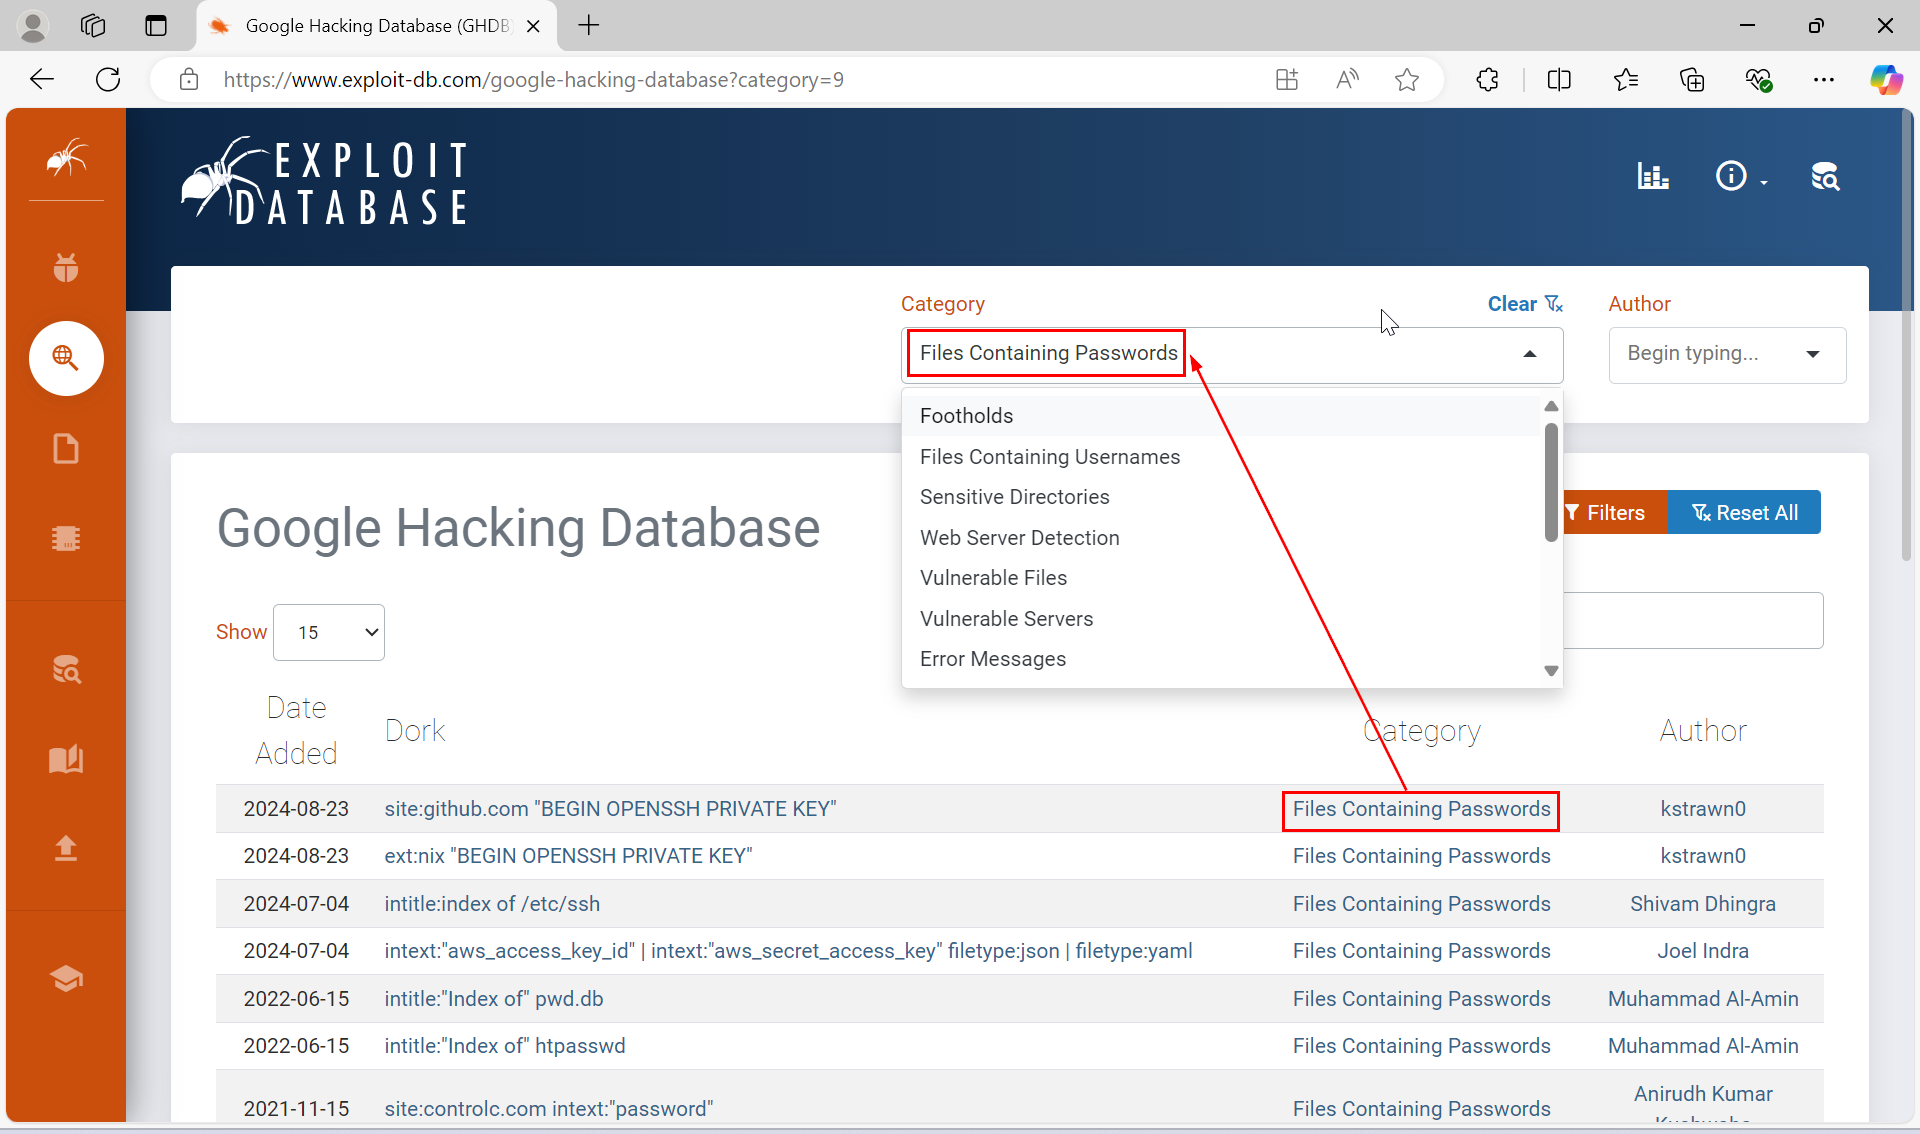 Google Hacking Database (GHDB)
https://www.exploit-db.com/google-hacking-database?category=9
EXPLOIT
DATABASE
Category
Clear
Author
Files Containing Passwords
Begin typing...
Footholds
Files Containing Usernames
Sensitive Directories
Web Server Detection
Vulnerable Files
Vulnerable Servers
Error Messages
Google Hacking Database
Filters
Reset All
Show 15
Date Added
Dork
Category
Author
2024-08-23 site:github.com "BEGIN OPENSSH PRIVATE KEY" Files Containing Passwords kstrawn0
2024-08-23 ext:nix "BEGIN OPENSSH PRIVATE KEY" Files Containing Passwords kstrawn0
2024-07-04 intitle:index of /etc/ssh Files Containing Passwords Shivam Dhingra
2024-07-04 intext:"aws_access_key_id" | intext:"aws_secret_access_key" filetype:json | filetype:yaml Files Containing Passwords Joel Indra
2022-06-15 intitle:"Index of" pwd.db Files Containing Passwords Muhammad Al-Amin
2022-06-15 intitle:"Index of" htpasswd Files Containing Passwords Muhammad Al-Amin
2021-11-15 site:controlc.com intext:"password" Files Containing Passwords Anirudh Kumar